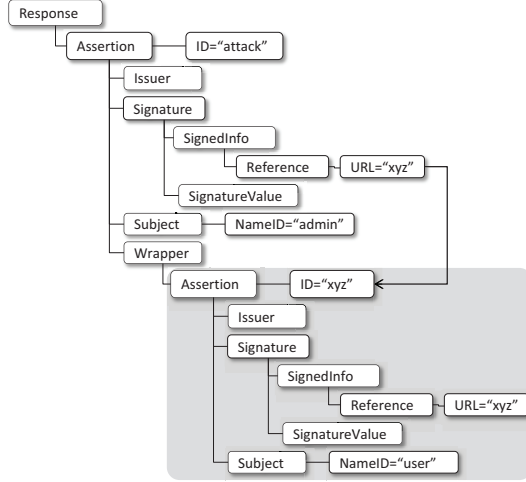 Response
Assertion ID=“attack”
Issuer
Signature
SignedInfo
Reference URL=“xyz”
SignatureValue
Subject NameID=“admin”
Wrapper
Assertion ID=“xyz”
Issuer
Signature
SignedInfo
Reference URL=“xyz”
SignatureValue
Subject NameID=“user”